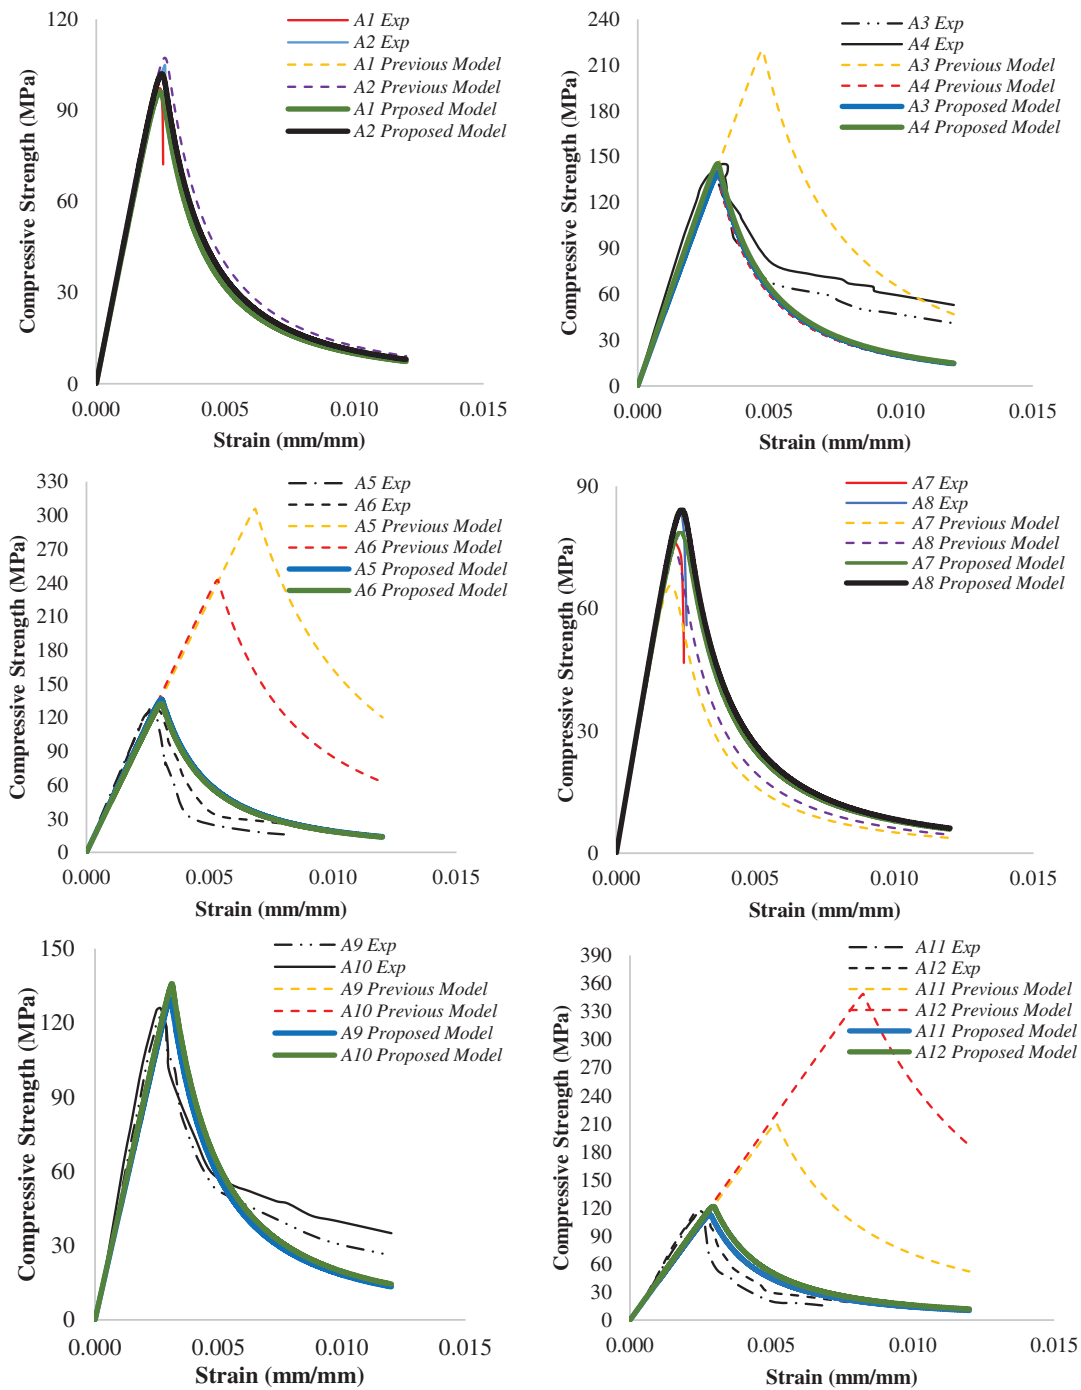 A1 Exp
A2 Exp
A1 Previous Model
A2 Previous Model
A1 Prposed Model
A2 Proposed Model
Compressive Strength (MPa)
120
90
60
30
0
0.000 0.005 0.010 0.015
Strain (mm/mm)
A3 Exp
A4 Exp
A3 Previous Model
A4 Previous Model
A3 Proposed Model
A4 Proposed Model
Compressive Strength (MPa)
240
210
180
150
120
90
60
30
0
0.000 0.005 0.010 0.015
Strain (mm/mm)
A5 Exp
A6 Exp
A5 Previous Model
A6 Previous Model
A5 Proposed Model
A6 Proposed Model
Compressive Strength (MPa)
330
300
270
240
210
180
150
120
90
60
30
0
0.000 0.005 0.010 0.015
Strain (mm/mm)
A7 Exp
A8 Exp
A7 Previous Model
A8 Previous Model
A7 Proposed Model
A8 Proposed Model
Compressive Strength (MPa)
90
60
30
0
0.000 0.005 0.010 0.015
Strain (mm/mm)
A9 Exp
A10 Exp
A9 Previous Model
A10 Previous Model
A9 Proposed Model
A10 Proposed Model
Compressive Strength (MPa)
150
120
90
60
30
0
0.000 0.005 0.010 0.015
Strain (mm/mm)
A11 Exp
A12 Exp
A11 Previous Model
A12 Previous Model
A11 Proposed Model
A12 Proposed Model
Compressive Strength (MPa)
390
360
330
300
270
240
210
180
150
120
90
60
30
0
0.000 0.005 0.010 0.015
Strain (mm/mm)